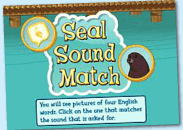 Seal
Sound
Match
You will see pictures of four English
words. Click on the one that matches
the sound that is asked for.